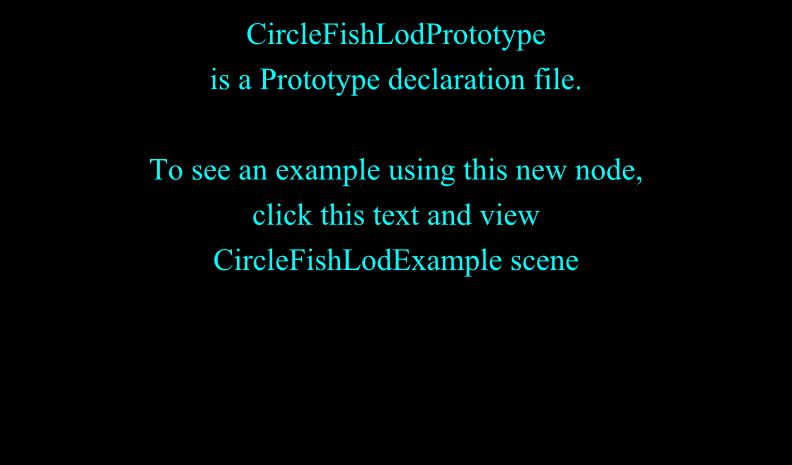 CircleFishLodPrototype
is a Prototype declaration file.
To see an example using this new node,
click this text and view
CircleFishLodExample scene